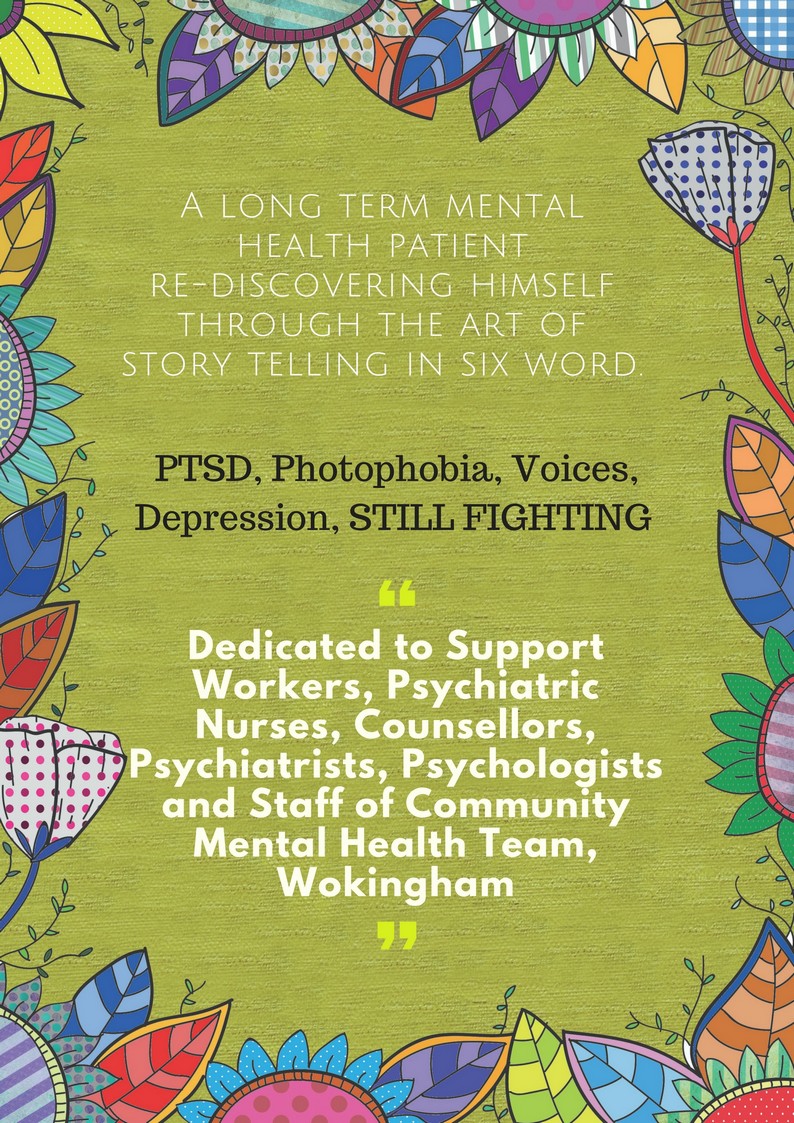 A LONG TERM MENTAL
HEALTH PATIENT
RE-DISCOVERING HIMSELF
THROUGH THE ART OF
STORY TELLING IN SIX WORD.
PTSD, Photophobia, Voices,
Depression, STILL FIGHTING
“
Dedicated to Support
Workers, Psychiatric
Nurses, Counsellors,
Psychiatrists, Psychologists
and Staff of Community
Mental Health Team,
Wokingham
”